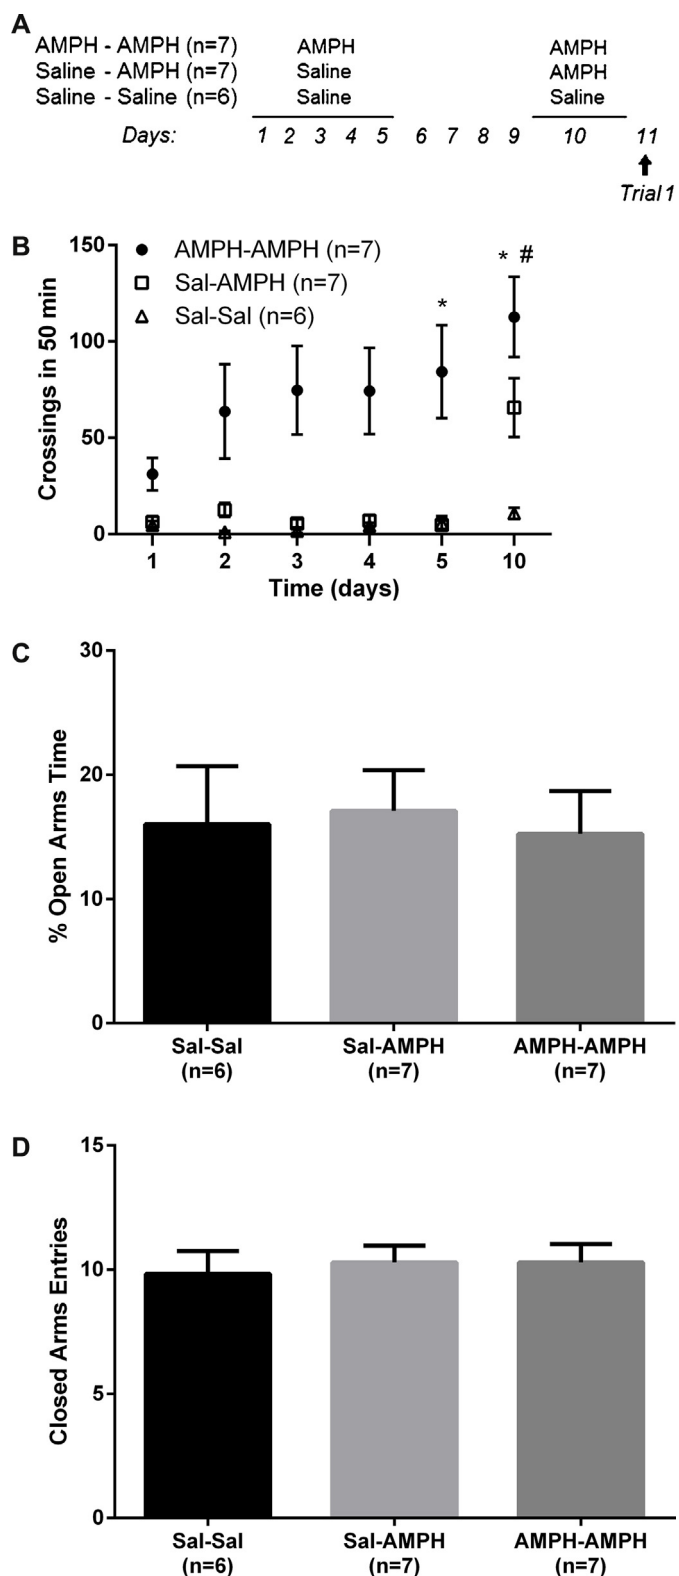 A
AMPH - AMPH (n=7) AMPH AMPH
Saline - AMPH (n=7) Saline AMPH
Saline - Saline (n=6) Saline Saline
Days: 1 2 3 4 5 6 7 8 9 10 11
Trial 1
B
Crossings in 50 min
150
100
50
0
AMPH-AMPH (n=7)
Sal-AMPH (n=7)
Sal-Sal (n=6)
*
* #
1 2 3 4 5 10
Time (days)
C
% Open Arms Time
30
20
10
0
Sal-Sal Sal-AMPH AMPH-AMPH
(n=6) (n=7) (n=7)
D
Closed Arms Entries
15
10
5
0
Sal-Sal Sal-AMPH AMPH-AMPH
(n=6) (n=7) (n=7)